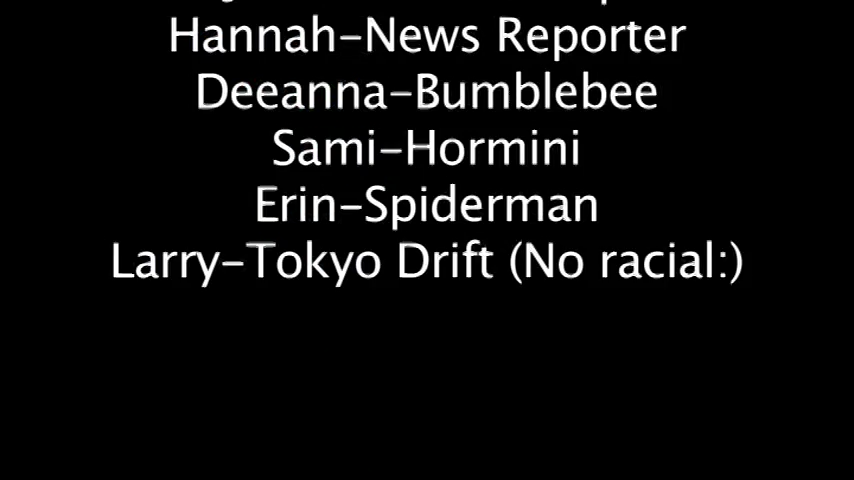 Hannah-News Reporter
Deeanna-Bumblebee
Sami-Hormini
Erin-Spiderman
Larry-Tokyo Drift (No racial:)